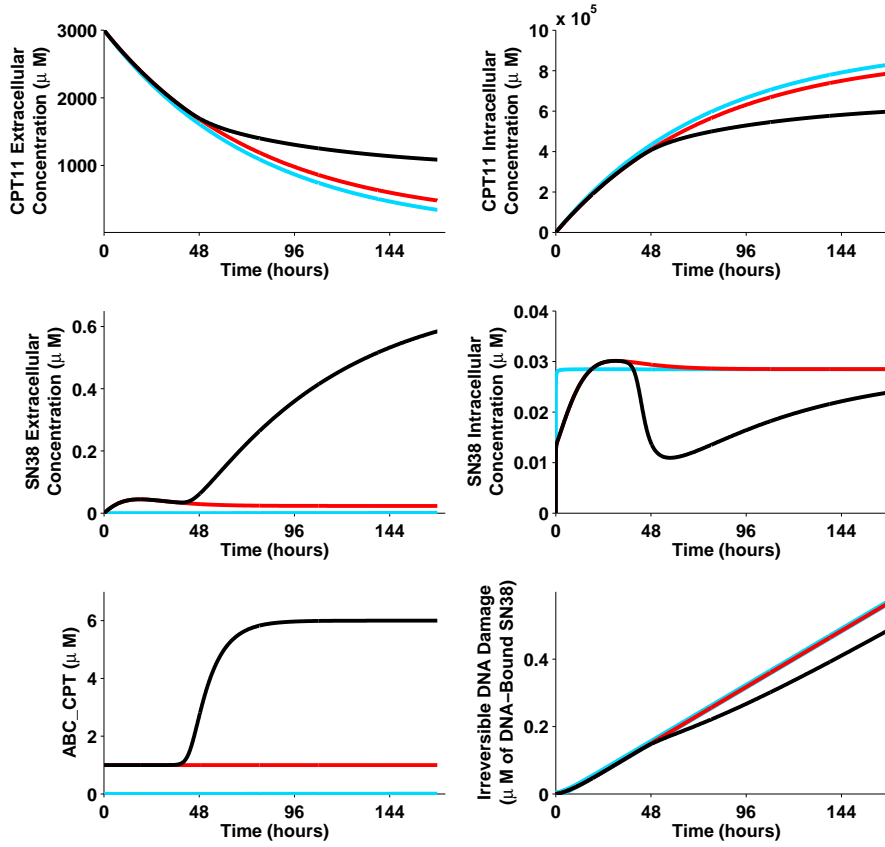 CPT11 Extracellular
Concentration (μ M)
3000
2000
1000
0
48
96
144
Time (hours)
CPT11 Intracellular
Concentration (μ M)
x 10^5
10
8
6
4
2
0
0
48
96
144
Time (hours)
SN38 Extracellular
Concentration (μ M)
0.6
0.4
0.2
0
0
48
96
144
Time (hours)
SN38 Intracellular
Concentration (μ M)
0.04
0.03
0.02
0.01
0
0
48
96
144
Time (hours)
ABC_CPT (μ M)
6
4
2
0
0
48
96
144
Time (hours)
Irreversible DNA Damage
(μ M of DNA−Bound SN38)
0.4
0.2
0
0
48
96
144
Time (hours)